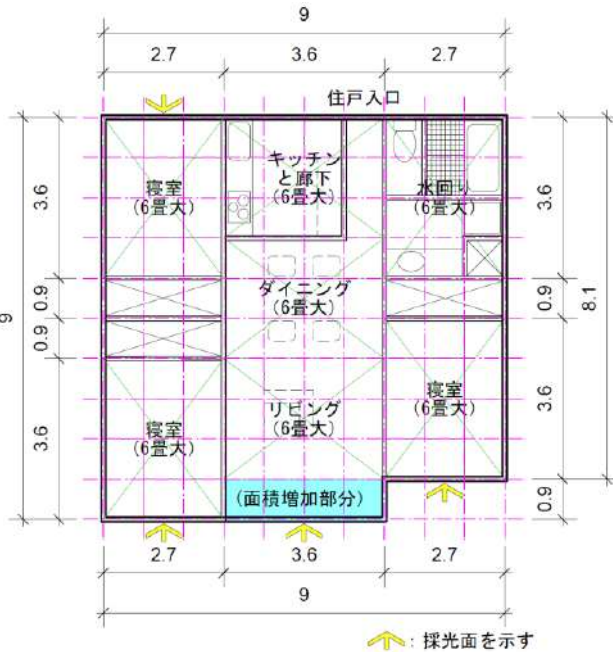 9
2.7
3.6
2.7
住戸入口
3.6
0.9
0.9
3.6
9
寝室
(6畳大)
キッチン
と廊下
(6畳大)
水回り
(6畳大)
3.6
0.9
3.6
0.9
8.1
ダイニング
(6畳大)
寝室
(6畳大)
リビング
(6畳大)
寝室
(6畳大)
(面積増加部分)
2.7
3.6
2.7
9
：採光面を示す